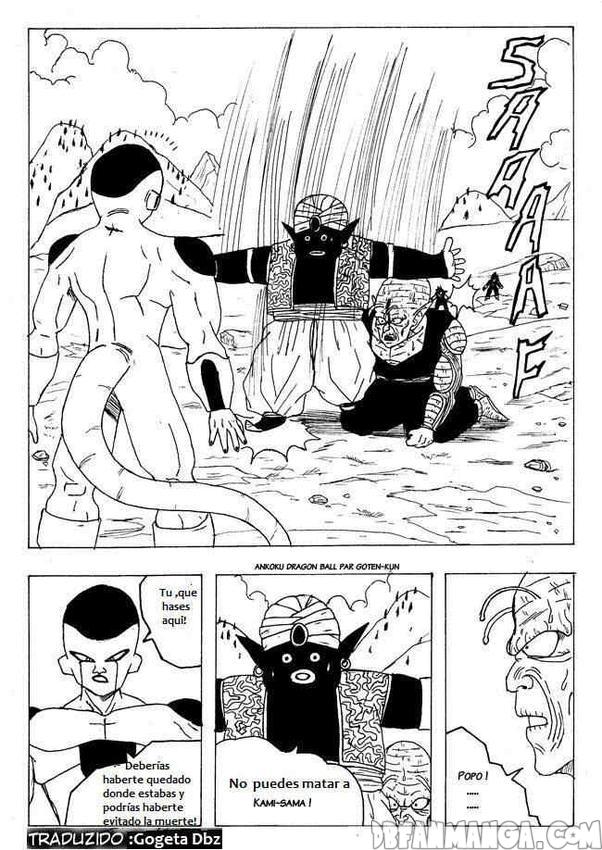 SAAAAF
ANKOKU DRAGON BALL PAR GOTEN-KUN
Tu ,que
hases
aquí!
Deberías
haberte quedado
donde estabas y
podrías haberte
evitado la muerte!
No puedes matar a
KAMI-SAMA !
POPO !
.....
.....
TRADUZIDO :Gogeta Dbz
DBFANMANGA.COM